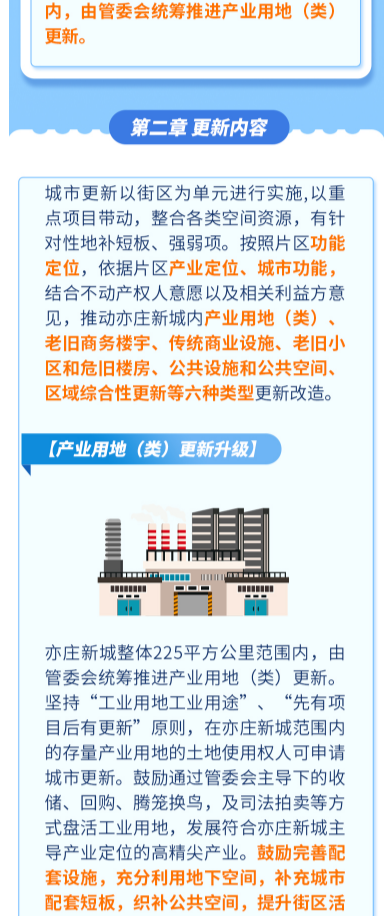 内，由管委会统筹推进产业用地（类）
更新。
第二章 更新内容
城市更新以街区为单元进行实施,以重
点项目带动，整合各类空间资源，有针
对性地补短板、强弱项。按照片区功能
定位，依据片区产业定位、城市功能，
结合不动产权人意愿以及相关利益方意
见，推动亦庄新城内产业用地（类）、
老旧商务楼宇、传统商业设施、老旧小
区和危旧楼房、公共设施和公共空间、
区域综合性更新等六种类型更新改造。
【产业用地（类）更新升级】
亦庄新城整体225平方公里范围内，由
管委会统筹推进产业用地（类）更新。
坚持“工业用地工业用途”、“先有项
目后有更新”原则，在亦庄新城范围内
的存量产业用地的土地使用权人可申请
城市更新。鼓励通过管委会主导下的收
储、回购、腾笼换鸟，及司法拍卖等方
式盘活工业用地，发展符合亦庄新城主
导产业定位的高精尖产业。鼓励完善配
套设施，充分利用地下空间，补充城市
配套短板，织补公共空间，提升街区活